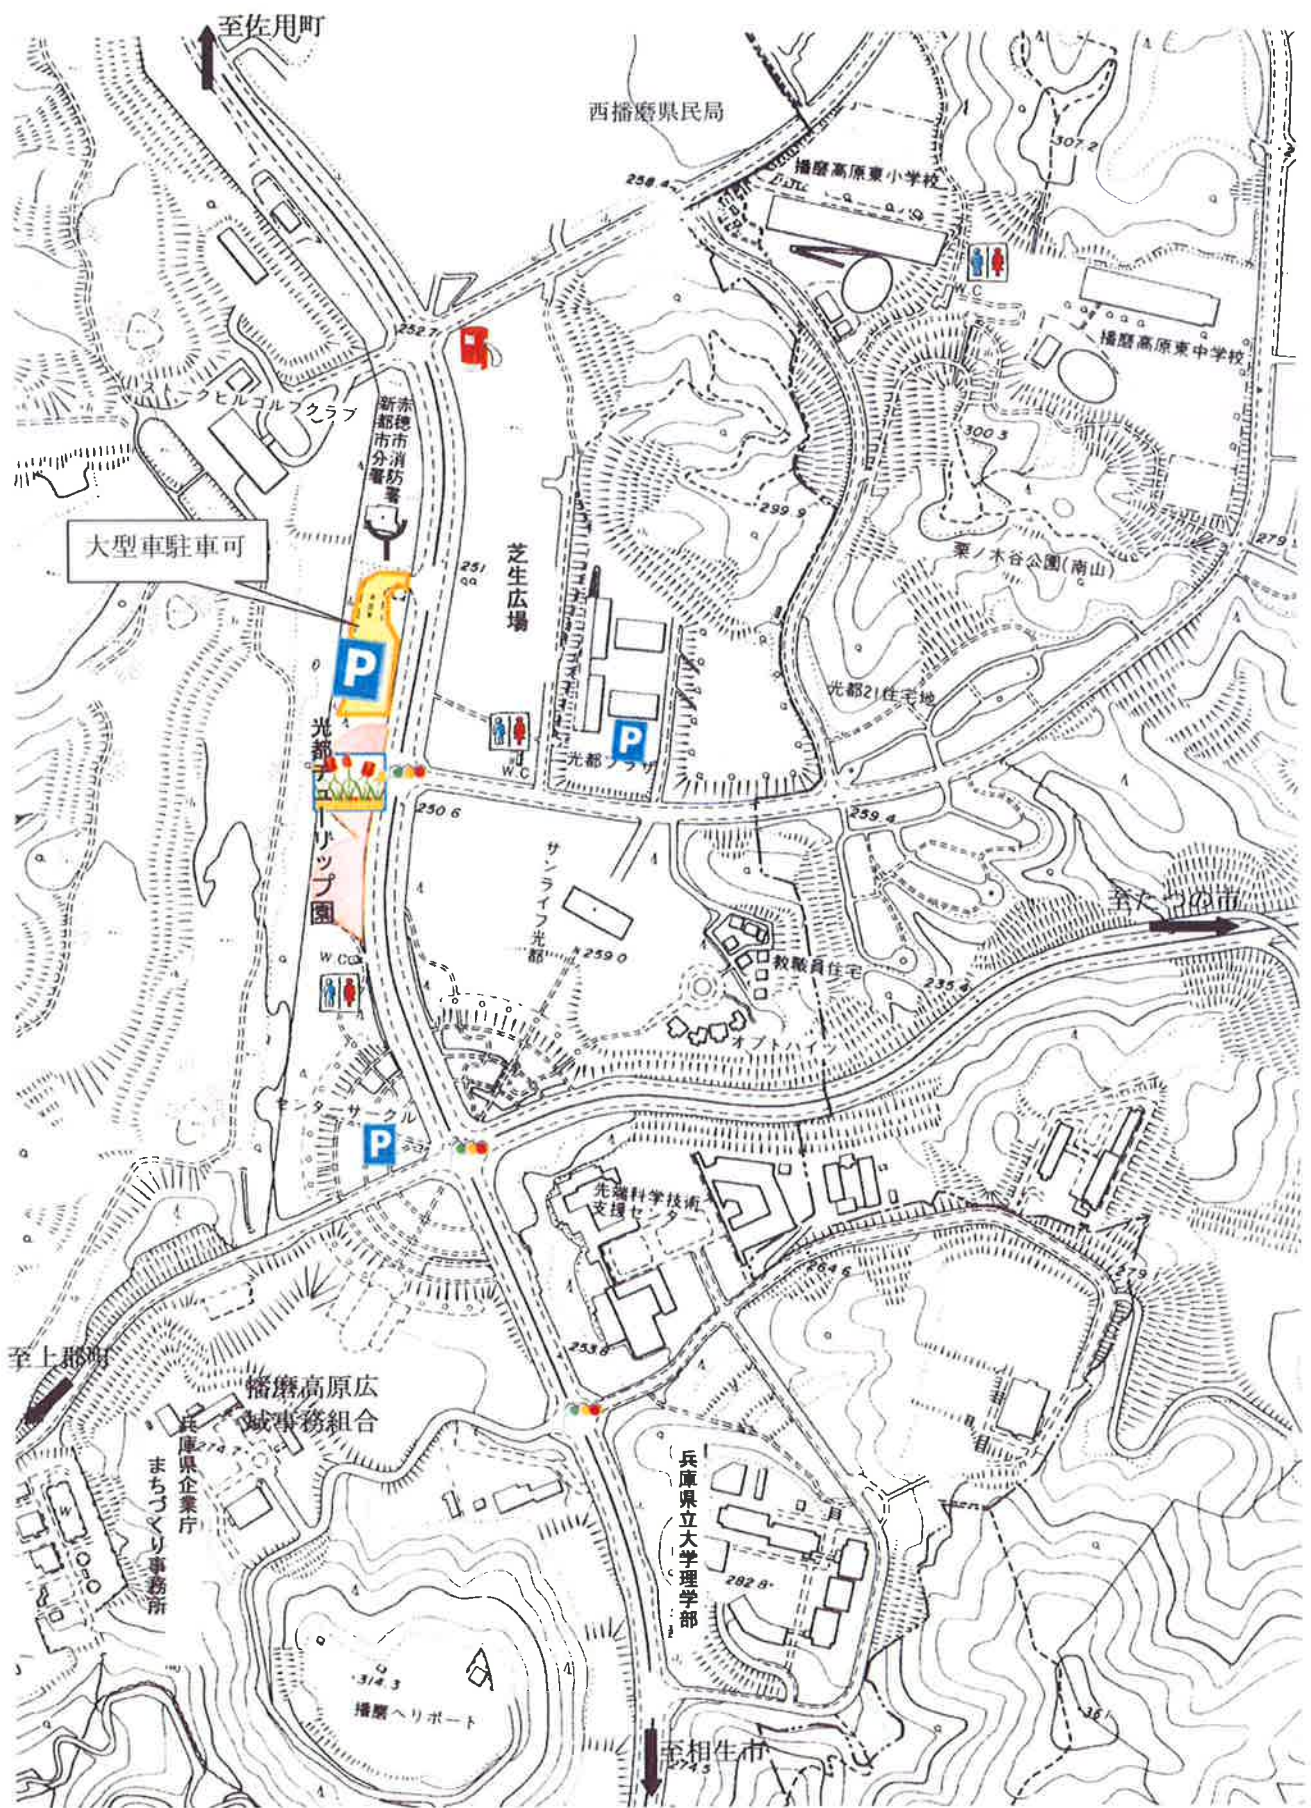 至佐用町
西播磨県民局
307.2
258.4
播磨高原東小学校
W.C
播磨高原東中学校
252.7
クヒルゴルフクラブ
赤穂市消防署
新都市分署
300.3
299.9
279
栗ノ木谷公園(南山)
大型車駐車可
251
芝生広場
P
光都21住宅地
P
光都プラザ
W.C
光都チューリップ園
250.6
259.4
サンライフ光都
259.0
至たつの市
教職員住宅
235.4
オプトハイツ
W.C
センターサークル
P
先端科学技術
支援センター
264.6
279
253.8
至上郡町
播磨高原広
域事務組合
274.7
兵庫県企業庁
まちづくり事務所
兵庫県立大学理学部
282.8
314.3
播磨ヘリポート
361
至相生市
274.5